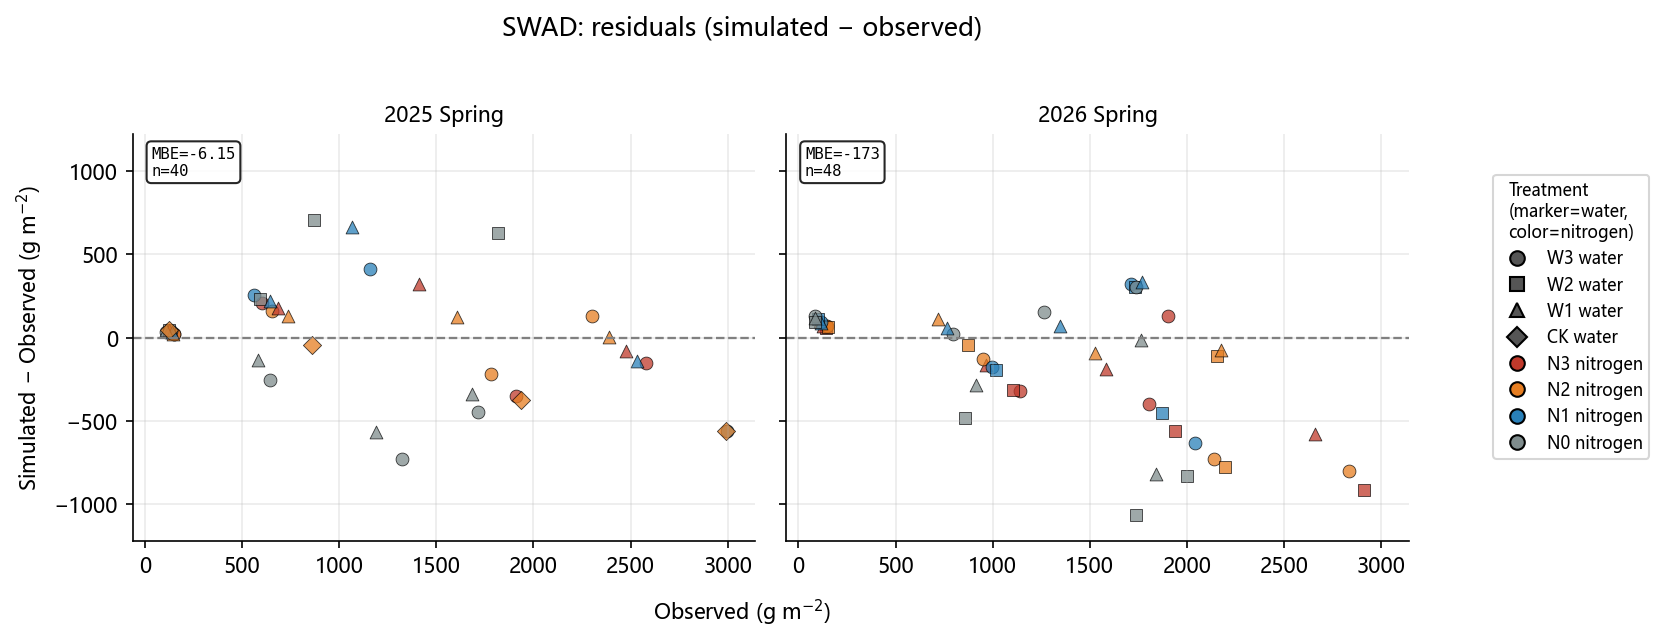 SWAD: residuals (simulated − observed)
2025 Spring
2026 Spring
MBE=-6.15
n=40
MBE=-173
n=48
Simulated − Observed (g m⁻²)
1000
500
0
−500
−1000
0 500 1000 1500 2000 2500 3000
0 500 1000 1500 2000 2500 3000
Observed (g m⁻²)
Treatment
(marker=water,
color=nitrogen)
W3 water
W2 water
W1 water
CK water
N3 nitrogen
N2 nitrogen
N1 nitrogen
N0 nitrogen